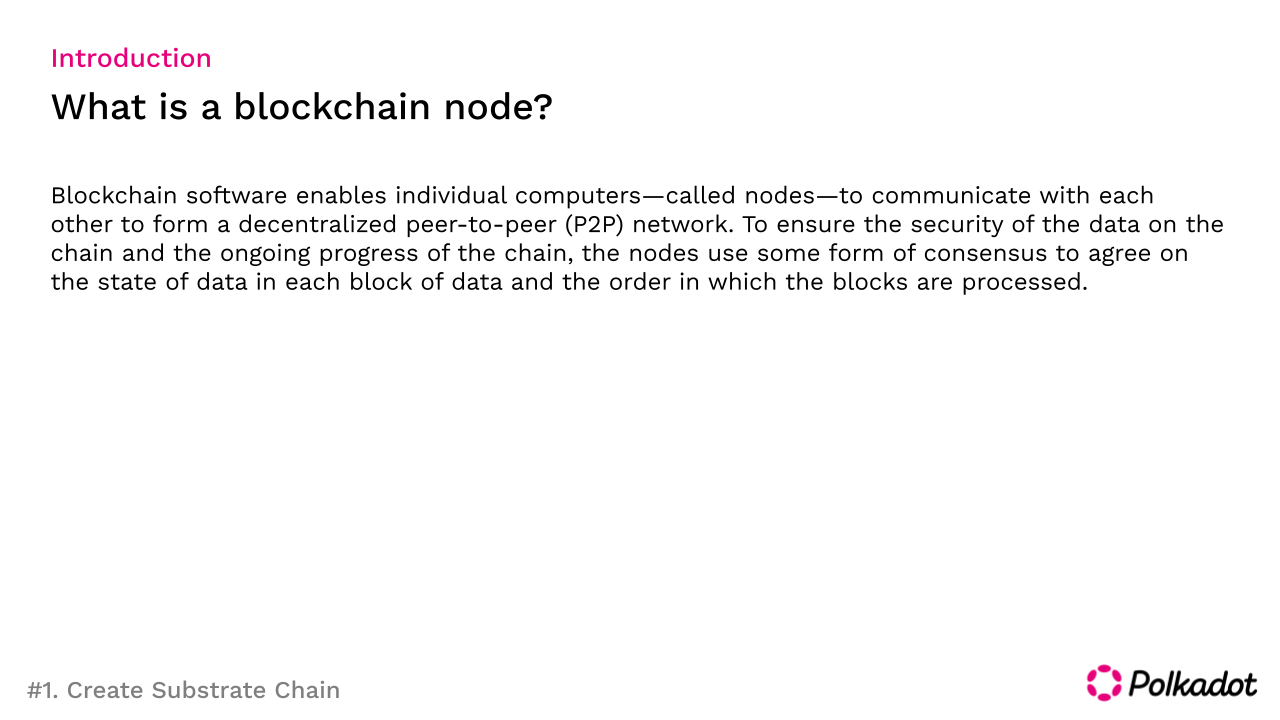 Introduction
What is a blockchain node?
Blockchain software enables individual computers—called nodes—to communicate with each
other to form a decentralized peer-to-peer (P2P) network. To ensure the security of the data on the
chain and the ongoing progress of the chain, the nodes use some form of consensus to agree on
the state of data in each block of data and the order in which the blocks are processed.
#1. Create Substrate Chain
Polkadot